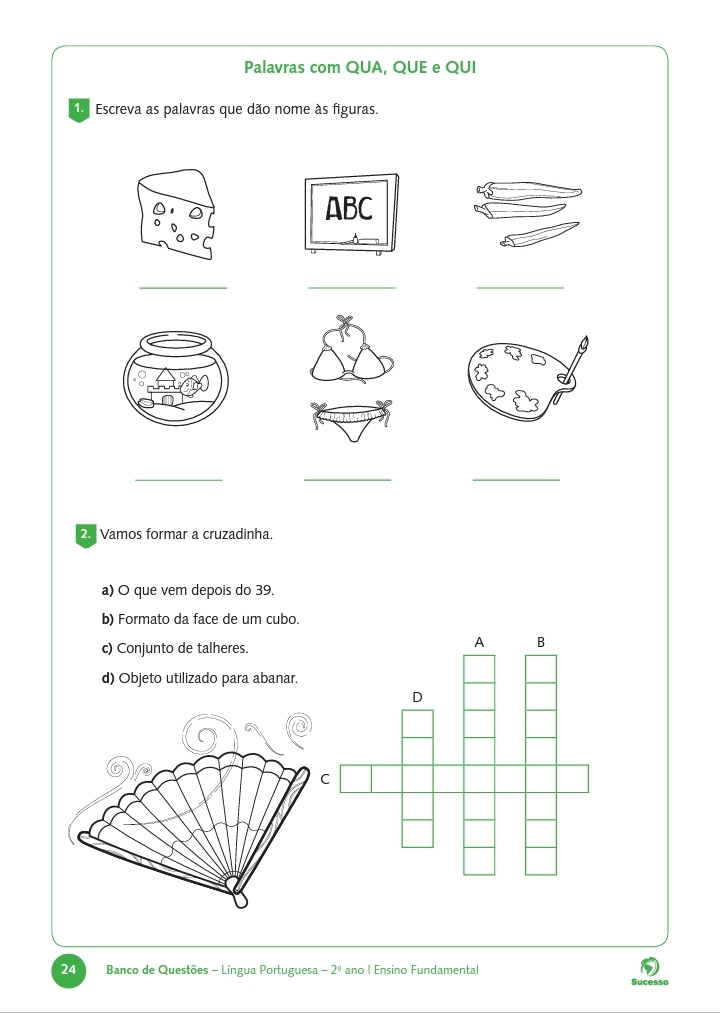 Palavras com QUA, QUE e QUI
1. Escreva as palavras que dão nome às figuras.
ABC
2. Vamos formar a cruzadinha.
a) O que vem depois do 39.
b) Formato da face de um cubo.
c) Conjunto de talheres.
d) Objeto utilizado para abanar.
A B
D
C
24 Banco de Questões – Língua Portuguesa – 2º ano | Ensino Fundamental
Sucesso